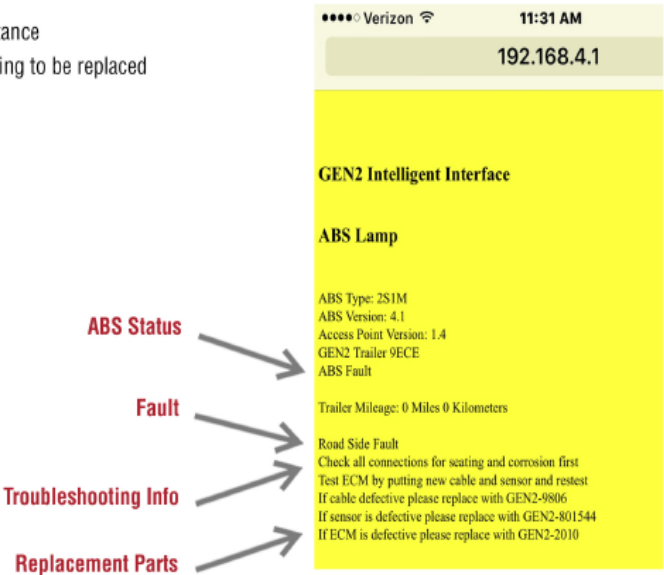 tance
ing to be replaced
Verizon 11:31 AM
192.168.4.1
GEN2 Intelligent Interface
ABS Lamp
ABS Type: 2S1M
ABS Version: 4.1
Access Point Version: 1.4
GEN2 Trailer 9ECE
ABS Fault
Trailer Mileage: 0 Miles 0 Kilometers
Road Side Fault
Check all connections for seating and corrosion first
Test ECM by putting new cable and sensor and restest
If cable defective please replace with GEN2-9806
If sensor is defective please replace with GEN2-801544
If ECM is defective please replace with GEN2-2010
ABS Status
Fault
Troubleshooting Info
Replacement Parts